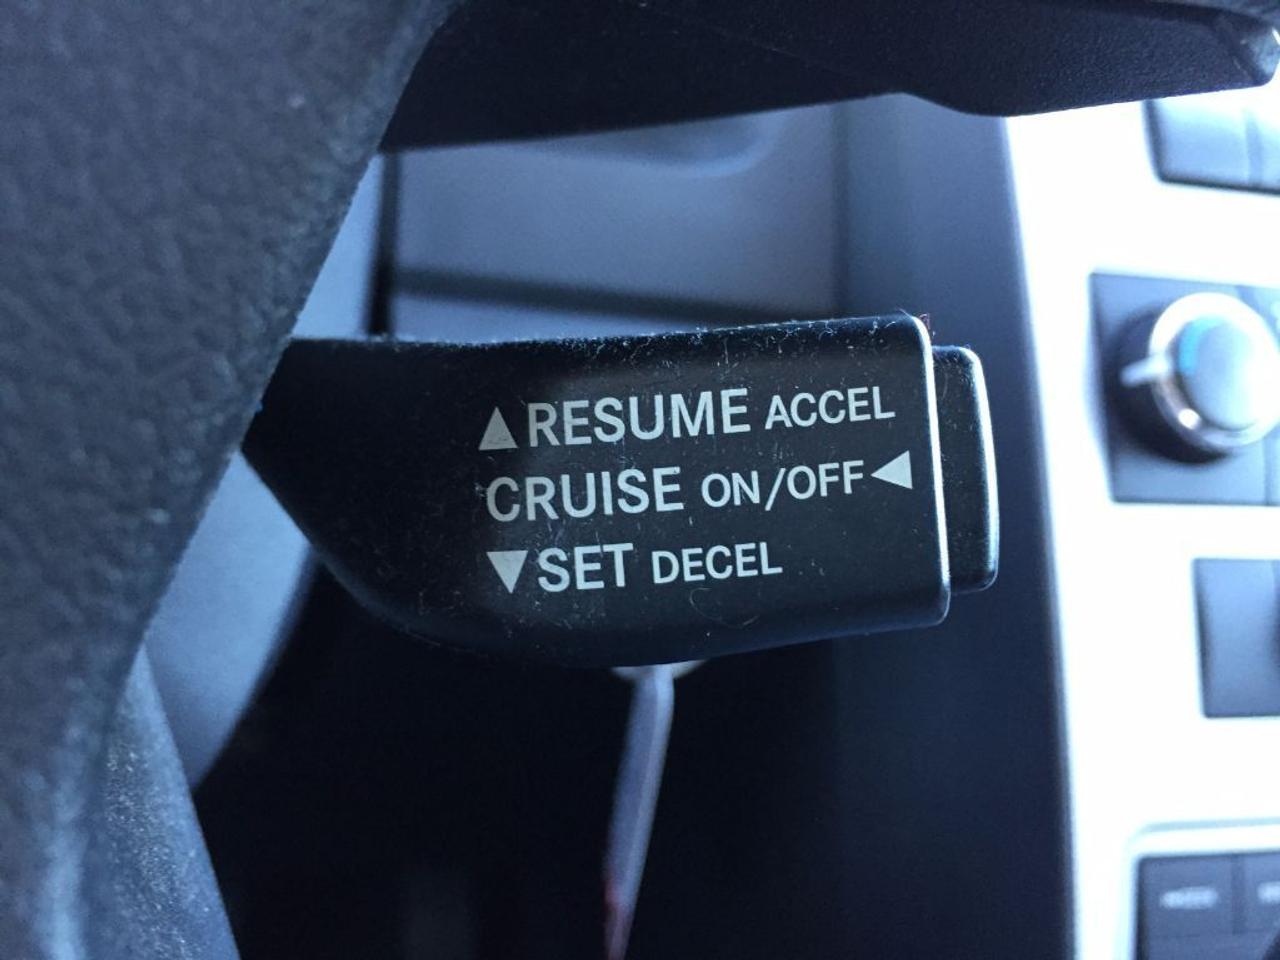 ▲RESUME ACCEL
CRUISE ON/OFF◀
▼SET DECEL